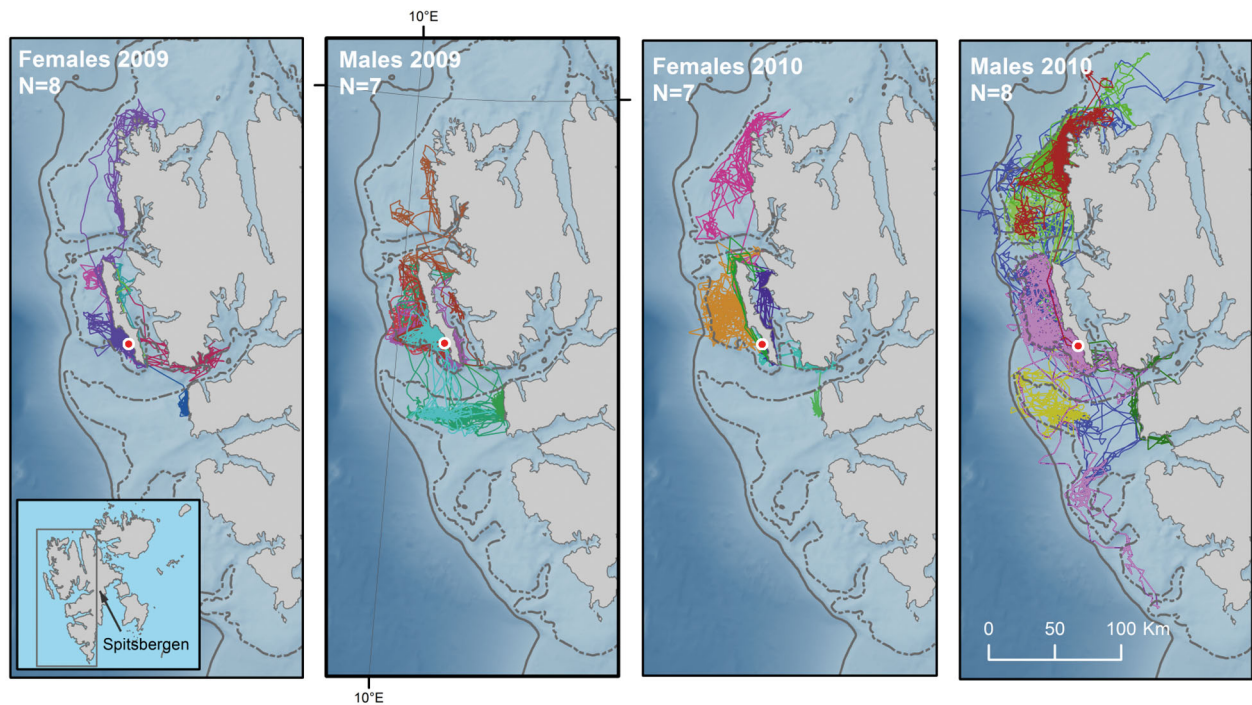 10°E
Females 2009
N=8
Males 2009
N=7
Females 2010
N=7
Males 2010
N=8
Spitsbergen
0 50 100 Km
10°E